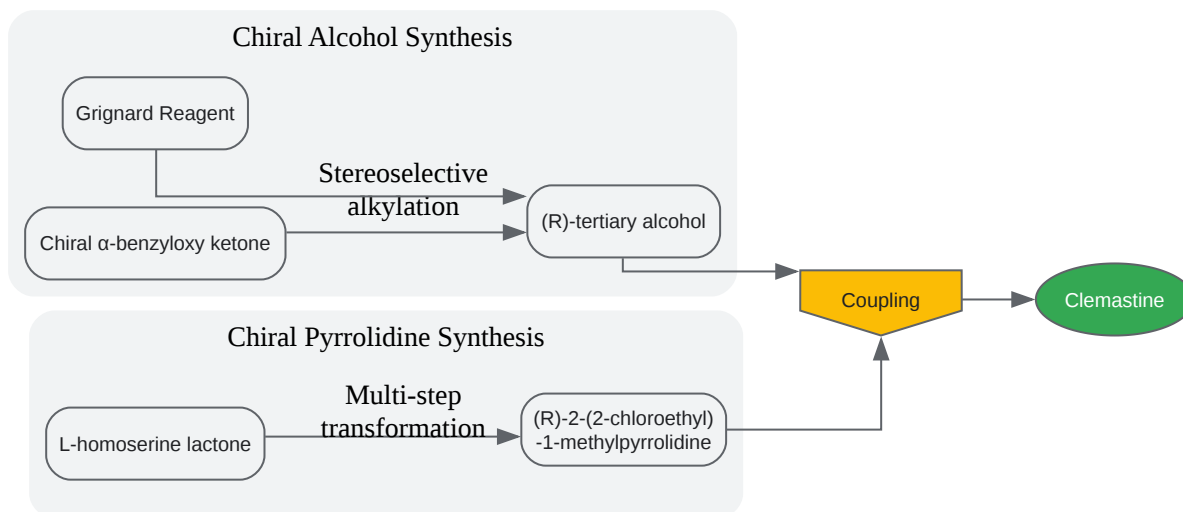 Chiral Alcohol Synthesis
Grignard Reagent
Stereoselective
alkylation
Chiral α-benzyloxy ketone
(R)-tertiary alcohol
Coupling
Clemastine
Chiral Pyrrolidine Synthesis
Multi-step
transformation
L-homoserine lactone
(R)-2-(2-chloroethyl)
-1-methylpyrrolidine